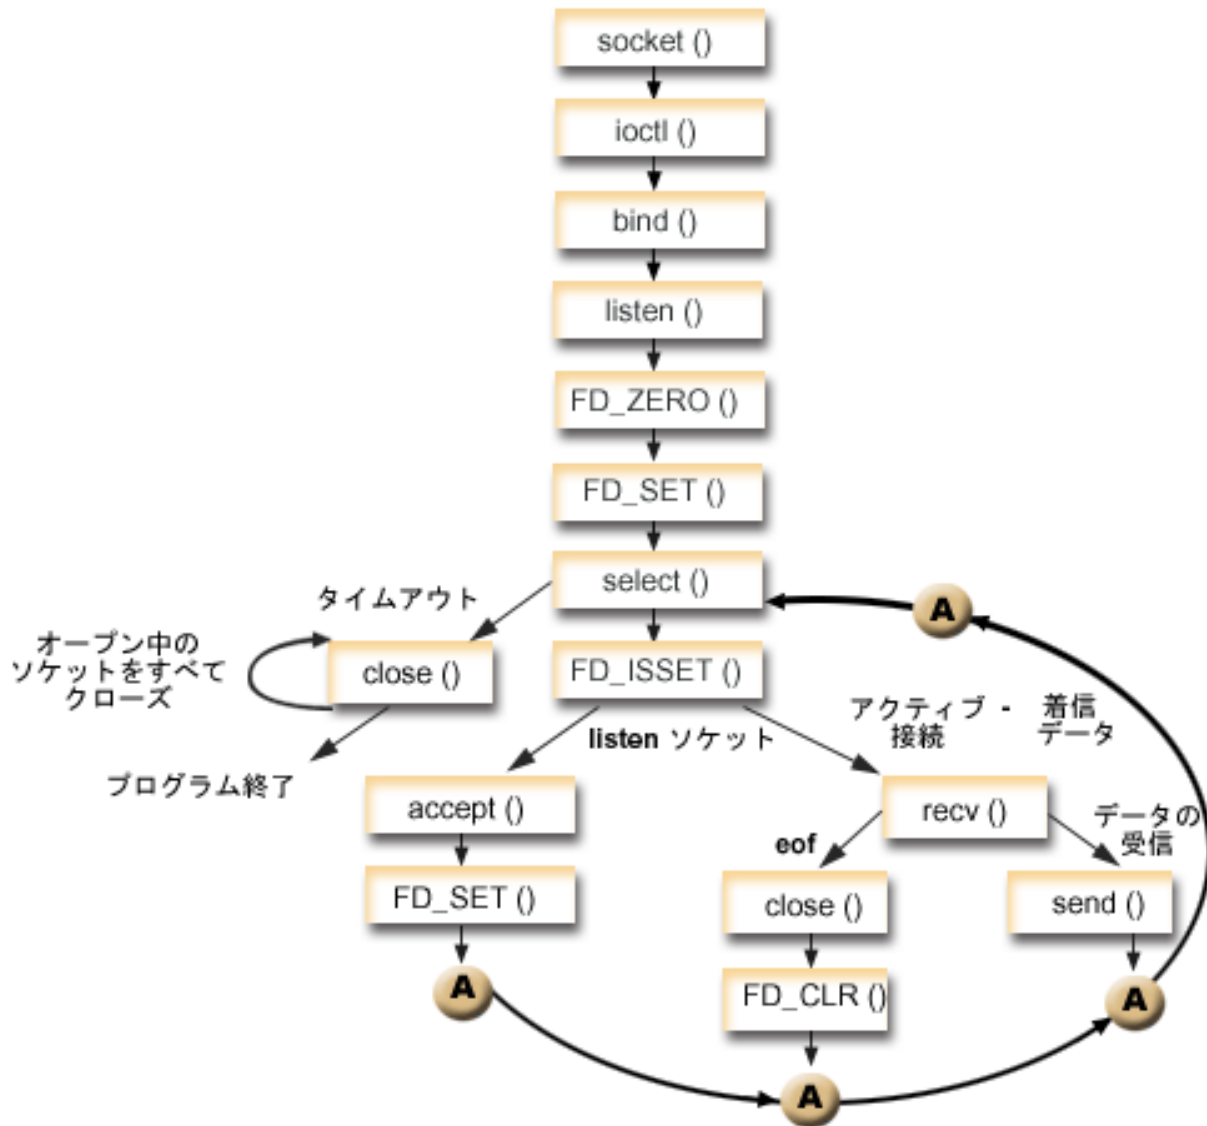 socket ()
ioctl ()
bind ()
listen ()
FD_ZERO ()
FD_SET ()
select ()
A
タイムアウト
オープン中の
ソケットをすべて
クローズ
close ()
プログラム終了
FD_ISSET ()
listen ソケット
アクティブ - 着信
接続 データ
accept ()
FD_SET ()
A
recv ()
eof
close ()
FD_CLR ()
A
データの
受信
send ()
A